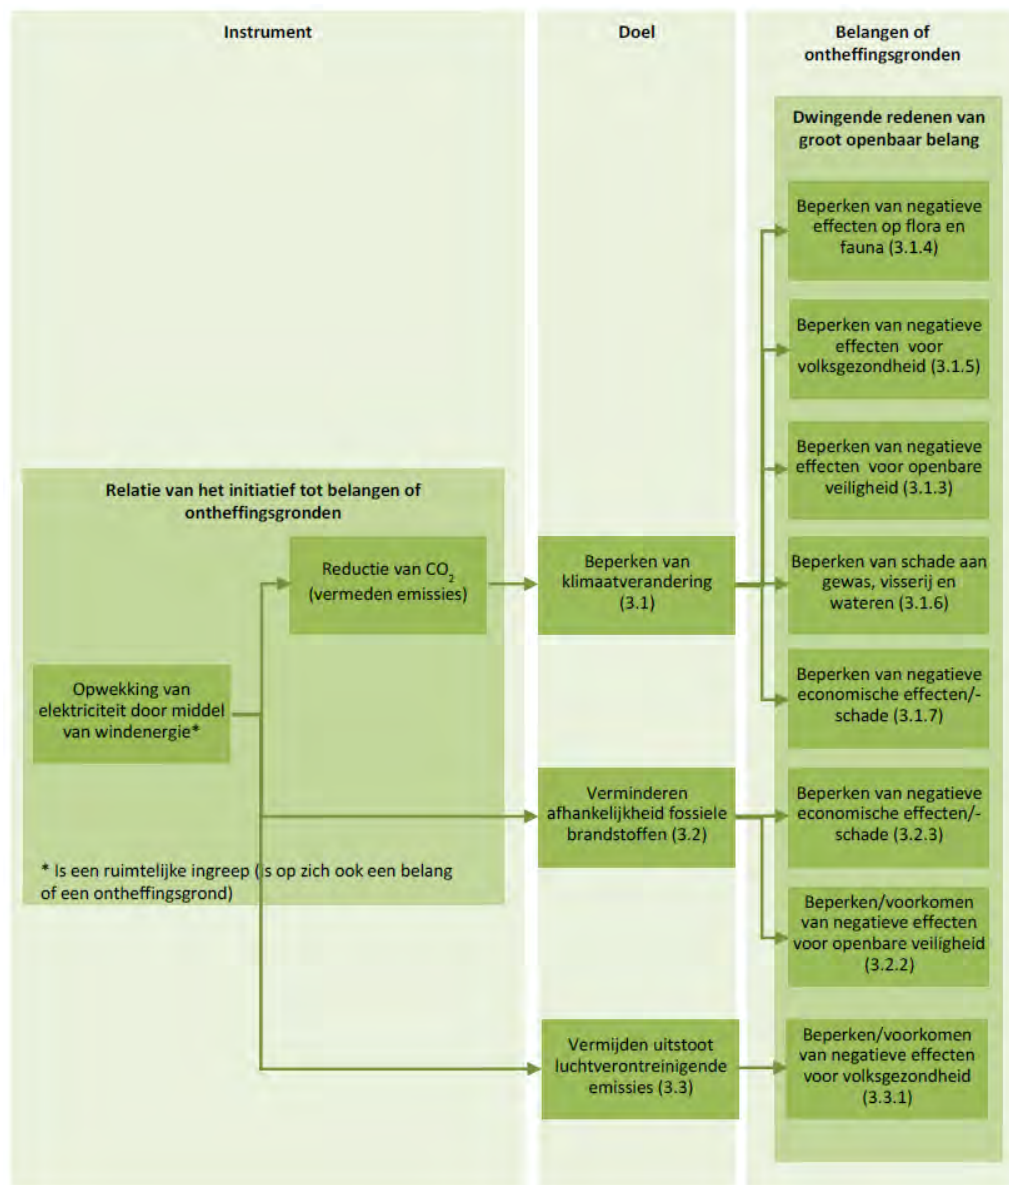 Instrument
Doel
Belangen of
ontheffingsgronden
Dwingende redenen van
groot openbaar belang
Beperken van negatieve
effecten op flora en
fauna (3.1.4)
Beperken van negatieve
effecten voor
volksgezondheid (3.1.5)
Beperken van negatieve
effecten voor openbare
veiligheid (3.1.3)
Relatie van het initiatief tot belangen of
ontheffingsgronden
Reductie van CO₂
(vermeden emissies)
Beperken van
klimaatverandering
(3.1)
Beperken van schade aan
gewas, visserij en
wateren (3.1.6)
Opwekking van
elektriciteit door middel
van windenergie*
Beperken van negatieve
economische effecten/-
schade (3.1.7)
Verminderen
afhankelijkheid fossiele
brandstoffen (3.2)
Beperken van negatieve
economische effecten/-
schade (3.2.3)
* Is een ruimtelijke ingreep (is op zich ook een belang
of een ontheffingsgrond)
Beperken/voorkomen
van negatieve effecten
voor openbare veiligheid
(3.2.2)
Vermijden uitstoot
luchtverontreinigende
emissies (3.3)
Beperken/voorkomen
van negatieve effecten
voor volksgezondheid
(3.3.1)